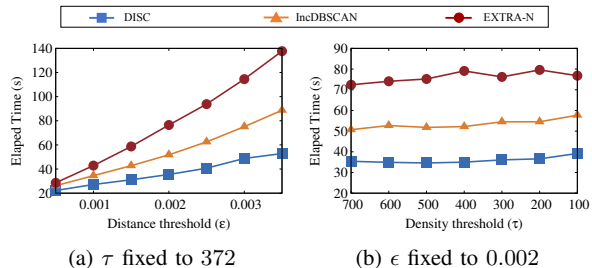 DISC IncDBSCAN EXTRA-N
140
120
100
80
60
40
20
Elaped Time (s)
0.001 0.002 0.003
Distance threshold (ε)
(a) τ fixed to 372
90
80
70
60
50
40
30
20
Elaped Time (s)
700 600 500 400 300 200 100
Density threshold (τ)
(b) ϵ fixed to 0.002